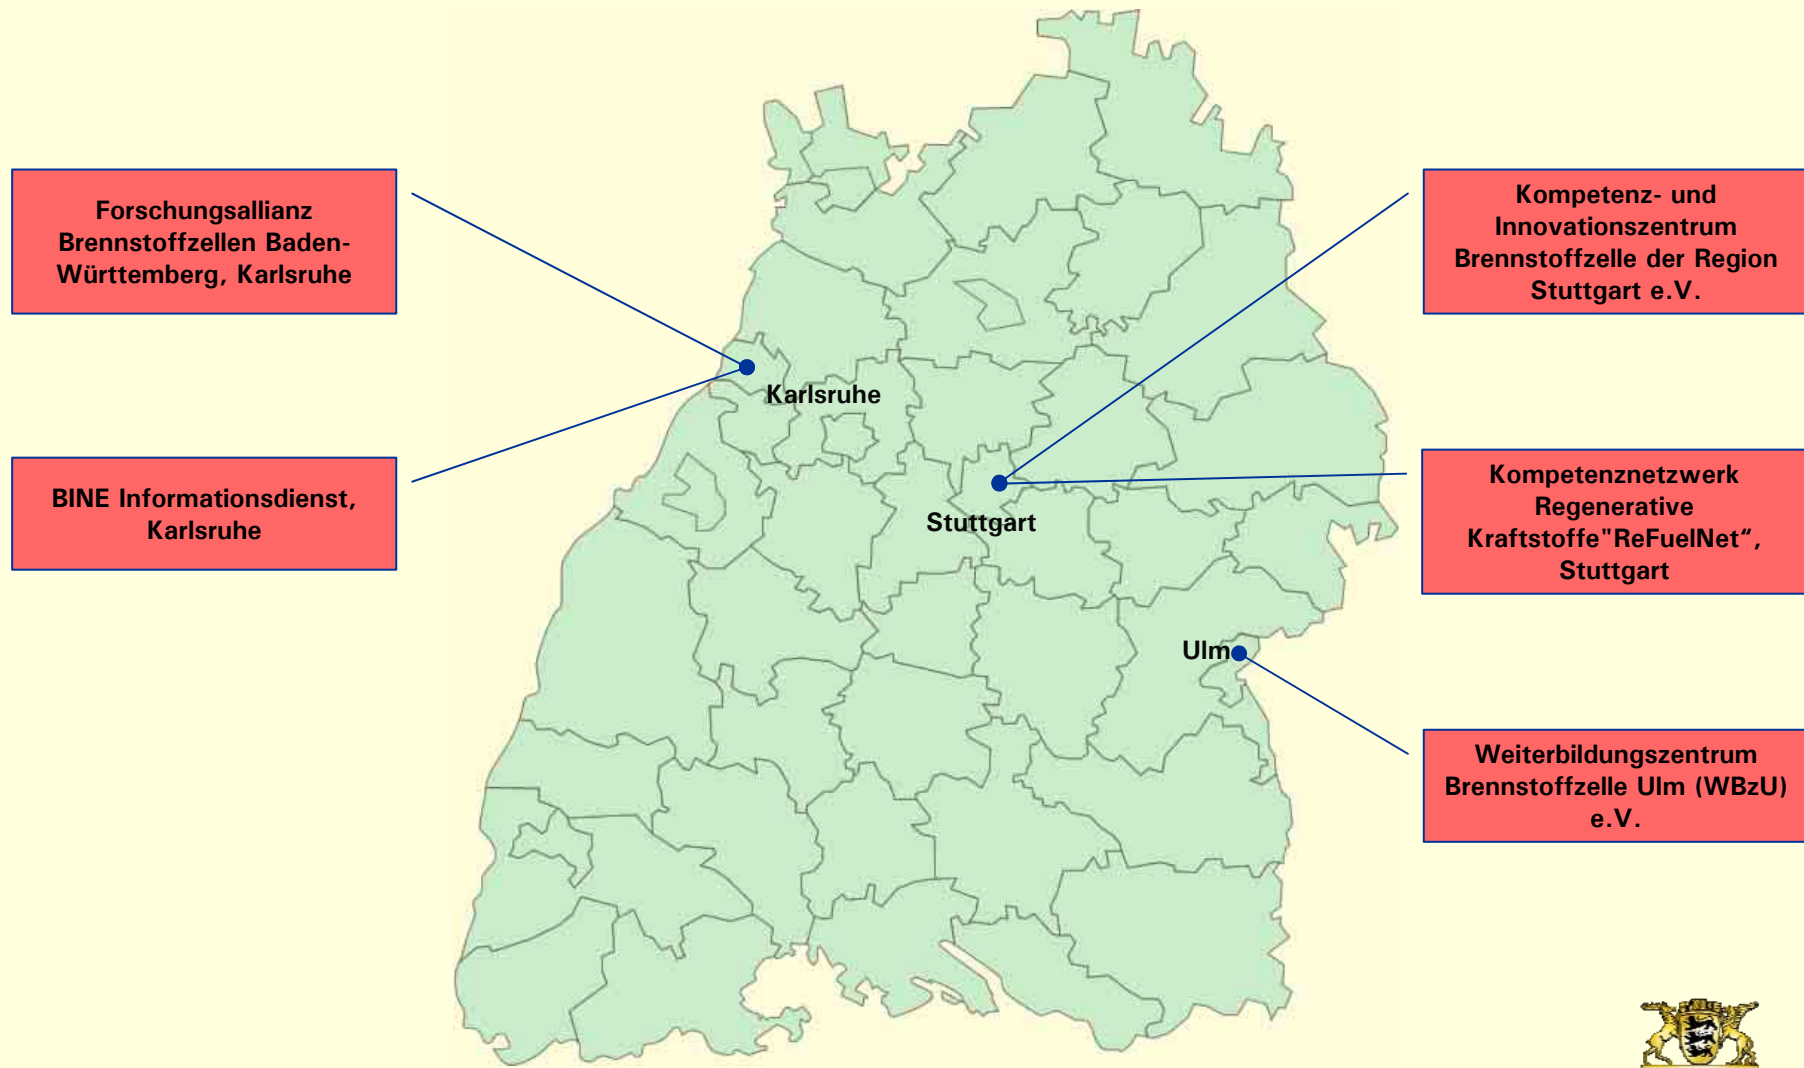 Forschungsallianz
Brennstoffzellen Baden-
Württemberg, Karlsruhe
BINE Informationsdienst,
Karlsruhe
Karlsruhe
Stuttgart
Ulm
Kompetenz- und
Innovationszentrum
Brennstoffzelle der Region
Stuttgart e.V.
Kompetenznetzwerk
Regenerative
Kraftstoffe"ReFuelNet“,
Stuttgart
Weiterbildungszentrum
Brennstoffzelle Ulm (WBzU)
e.V.